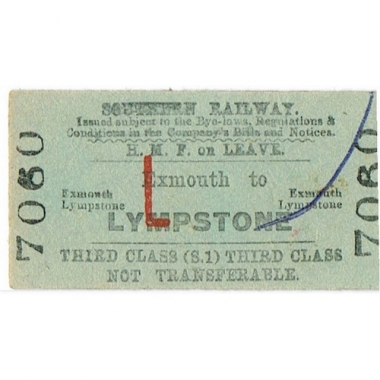 SOUTHERN RAILWAY.
Issued subject to the Bye-laws, Regulations &
Conditions in the Company's Bills and Notices.
H. M. F. on LEAVE.
Exmouth to
Exmouth Exmouth
Lympstone Lympstone
LYMPSTONE
THIRD CLASS (S.1) THIRD CLASS
NOT TRANSFERABLE.
L
7060
7060